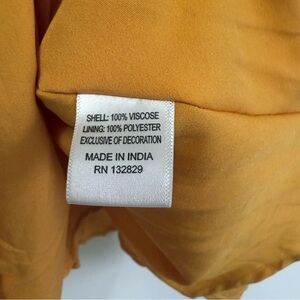 SHELL: 100% VISCOSE
LINING: 100% POLYESTER
EXCLUSIVE OF DECORATION
MADE IN INDIA
RN 132829